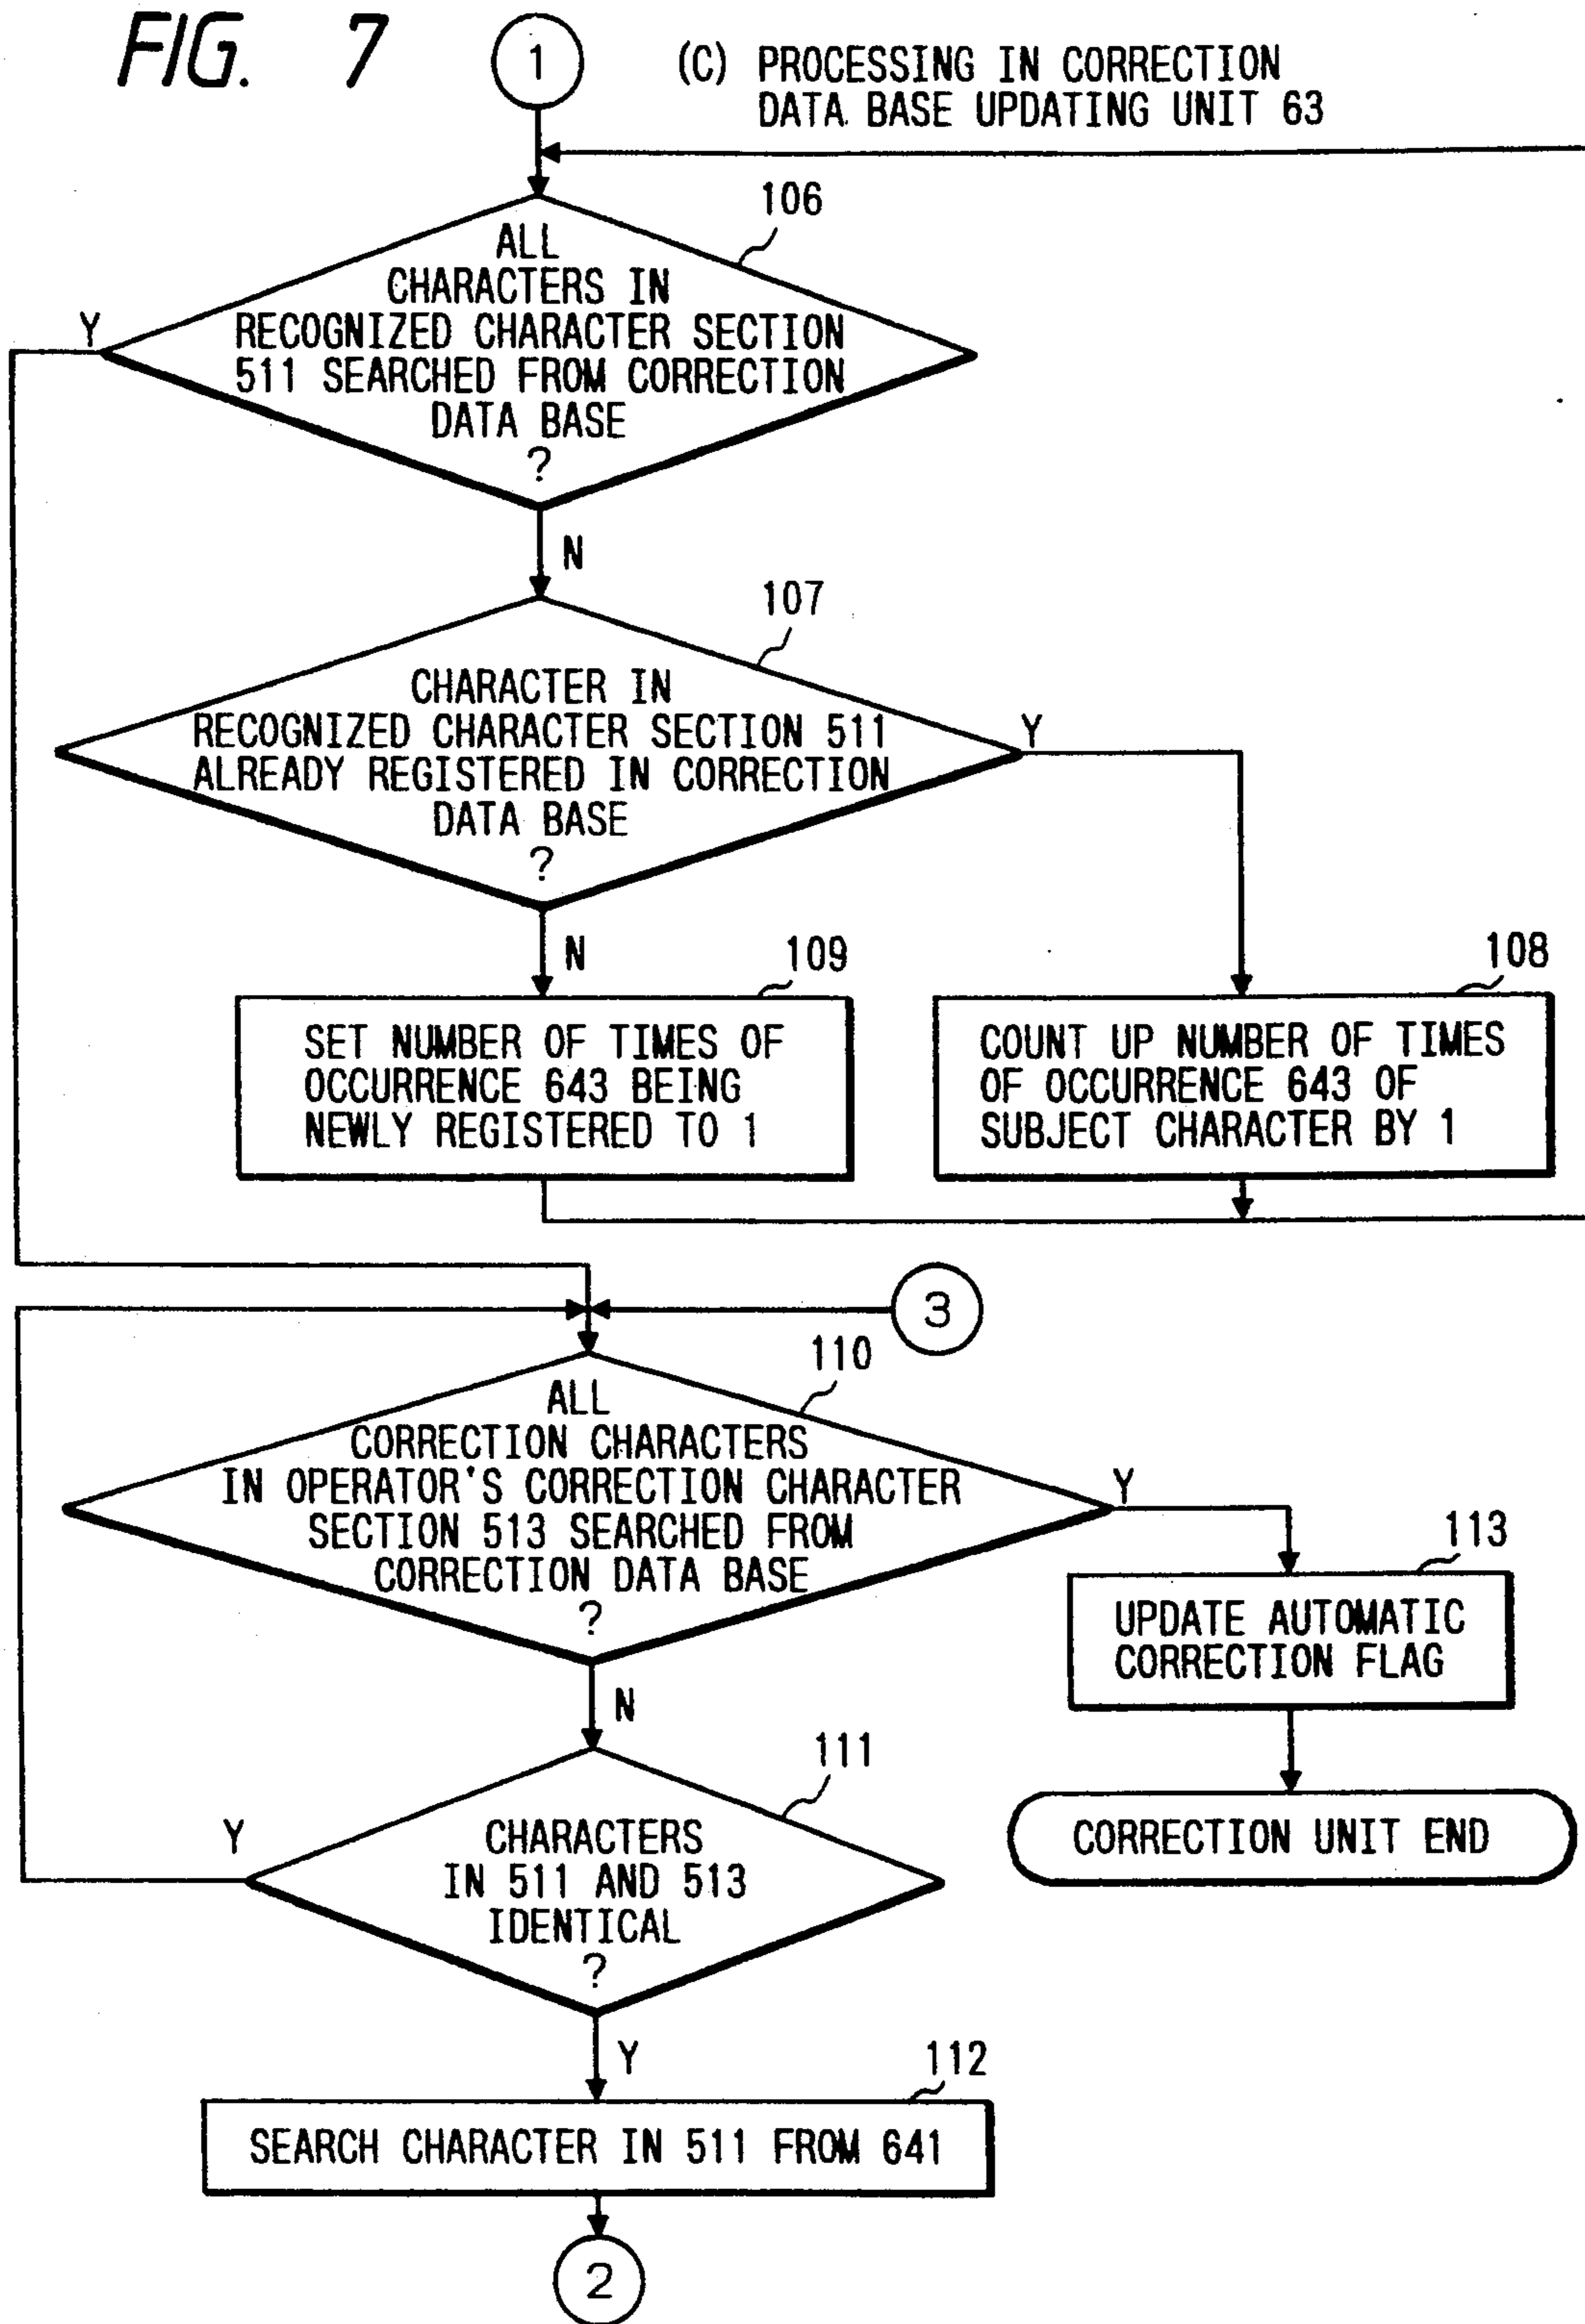 FIG. 7
1
(C) PROCESSING IN CORRECTION
DATA BASE UPDATING UNIT 63
106
ALL
CHARACTERS IN
RECOGNIZED CHARACTER SECTION
511 SEARCHED FROM CORRECTION
DATA BASE
?
Y
N
107
CHARACTER IN
RECOGNIZED CHARACTER SECTION 511
ALREADY REGISTERED IN CORRECTION
DATA BASE
?
Y
N
109
SET NUMBER OF TIMES OF
OCCURRENCE 643 BEING
NEWLY REGISTERED TO 1
108
COUNT UP NUMBER OF TIMES
OF OCCURRENCE 643 OF
SUBJECT CHARACTER BY 1
3
110
ALL
CORRECTION CHARACTERS
IN OPERATOR'S CORRECTION CHARACTER
SECTION 513 SEARCHED FROM
CORRECTION DATA BASE
?
Y
N
113
UPDATE AUTOMATIC
CORRECTION FLAG
CORRECTION UNIT END
111
CHARACTERS
IN 511 AND 513
IDENTICAL
?
Y
Y
112
SEARCH CHARACTER IN 511 FROM 641
2